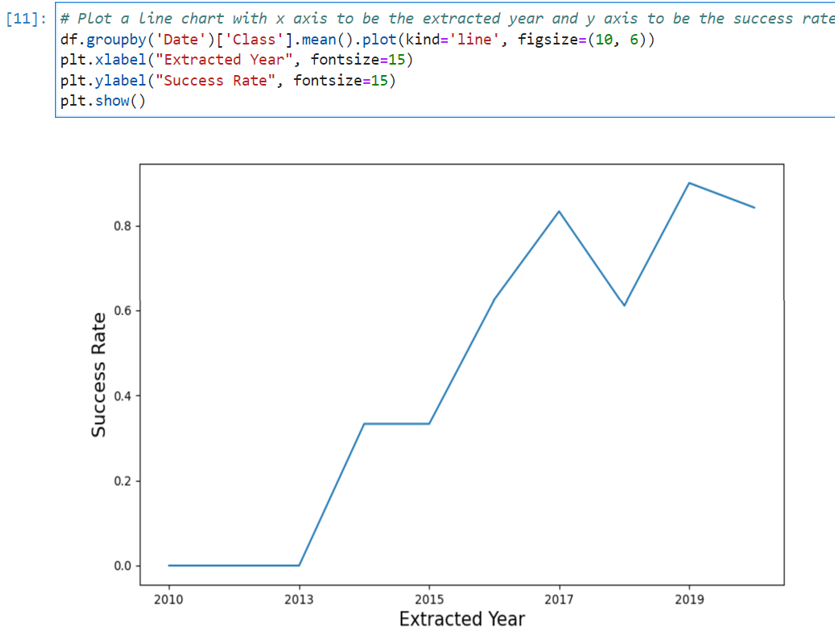 [11]: # Plot a line chart with x axis to be the extracted year and y axis to be the success rate
df.groupby('Date')['Class'].mean().plot(kind='line', figsize=(10, 6))
plt.xlabel("Extracted Year", fontsize=15)
plt.ylabel("Success Rate", fontsize=15)
plt.show()
0.8
0.6
0.4
0.2
0.0
Success Rate
2010 2013 2015 2017 2019
Extracted Year